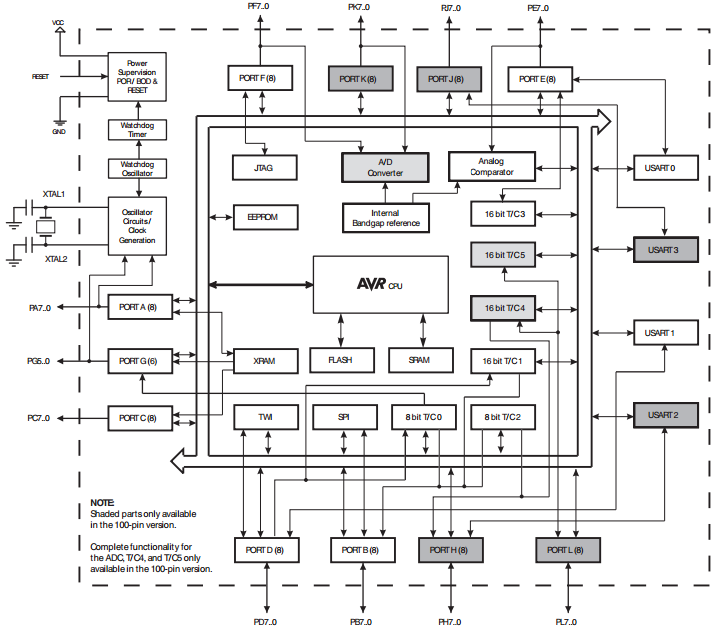 PF7..0
PK7..0
PJ7..0
PE7..0
VCC
RESET
GND
Power
Supervision
POR/ BOD &
RESET
PORT F (8)
PORT K (8)
PORT J (8)
PORT E (8)
Watchdog
Timer
Watchdog
Oscillator
JTAG
A/D
Converter
Analog
Comparator
USART 0
XTAL1
XTAL2
Oscillator
Circuits /
Clock
Generation
EEPROM
Internal
Bandgap reference
16 bit T/C 3
16 bit T/C 5
USART 3
AVR CPU
PA7..0
PORT A (8)
16 bit T/C 4
USART 1
PG5..0
PORT G (6)
XRAM
FLASH
SRAM
16 bit T/C 1
PC7..0
PORT C (8)
TWI
SPI
8 bit T/C 0
8 bit T/C 2
USART 2
NOTE:
Shaded parts only available
in the 100-pin version.
Complete functionality for
the ADC, T/C4, and T/C5 only
available in the 100-pin version.
PORT D (8)
PORT B (8)
PORT H (8)
PORT L (8)
PD7..0
PB7..0
PH7..0
PL7..0